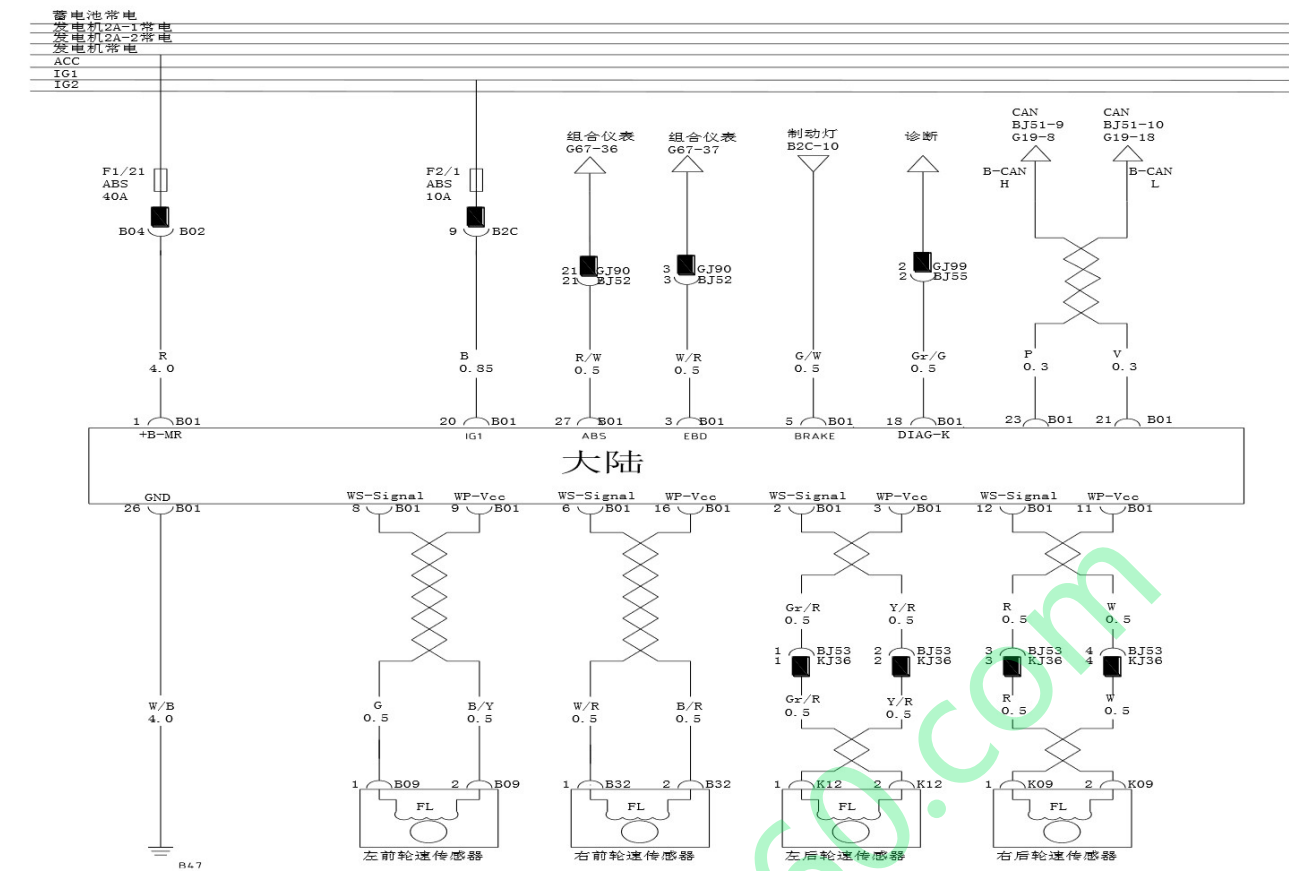 蓄电池常电
发电机2A-1常电
发电机2A-2常电
发电机常电
ACC
IG1
IG2
F1/21
ABS
40A
B04 B02
F2/1
ABS
10A
9 B2C
组合仪表
G67-36
组合仪表
G67-37
制动灯
B2C-10
诊断
CAN
BJ51-9
G19-8
CAN
BJ51-10
G19-18
B-CAN
H
B-CAN
L
21 GJ90
21 BJ52
3 GJ90
3 BJ52
2 GJ99
2 BJ55
R
4.0
B
0.85
R/W
0.5
W/R
0.5
G/W
0.5
Gr/G
0.5
P
0.3
V
0.3
1 B01
20 B01
27 B01
3 B01
5 B01
18 B01
23 B01
21 B01
+B-MR
IG1
ABS
EBD
BRAKE
DIAG-K
大陆
GND
WS-Signal
WP-Vcc
WS-Signal
WP-Vcc
WS-Signal
WP-Vcc
WS-Signal
WP-Vcc
26 B01
8 B01
9 B01
6 B01
16 B01
2 B01
3 B01
12 B01
11 B01
Gr/R
0.5
Y/R
0.5
R
0.5
W
0.5
1 BJ53
1 KJ36
2 BJ53
2 KJ36
3 BJ53
3 KJ36
4 BJ53
4 KJ36
W/B
4.0
G
0.5
B/Y
0.5
W/R
0.5
B/R
0.5
Gr/R
0.5
Y/R
0.5
R
0.5
W
0.5
1 B09
2 B09
1 B32
2 B32
1 K12
2 K12
1 K09
2 K09
FL
FL
FL
FL
左前轮速传感器
右前轮速传感器
左后轮速传感器
右后轮速传感器
B47
60.com